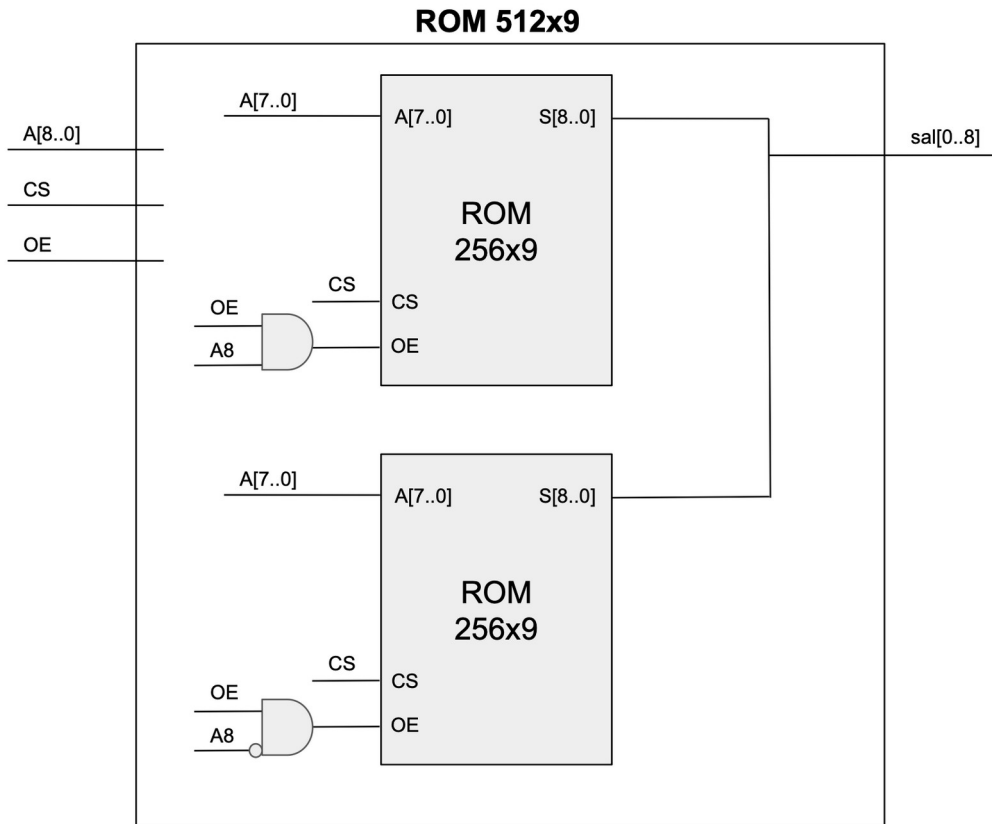 ROM 512x9
A[8..0]
CS
OE
A[7..0]
A[7..0]
S[8..0]
ROM
256x9
CS
CS
OE
A8
OE
sal[0..8]
A[7..0]
A[7..0]
S[8..0]
ROM
256x9
CS
CS
OE
A8
OE